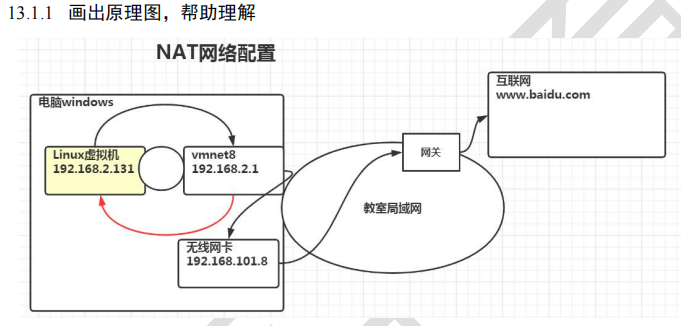 13.1.1 画出原理图，帮助理解
NAT网络配置
电脑windows
Linux虚拟机
192.168.2.131
vmnet8
192.168.2.1
无线网卡
192.168.101.8
教室局域网
网关
互联网
www.baidu.com